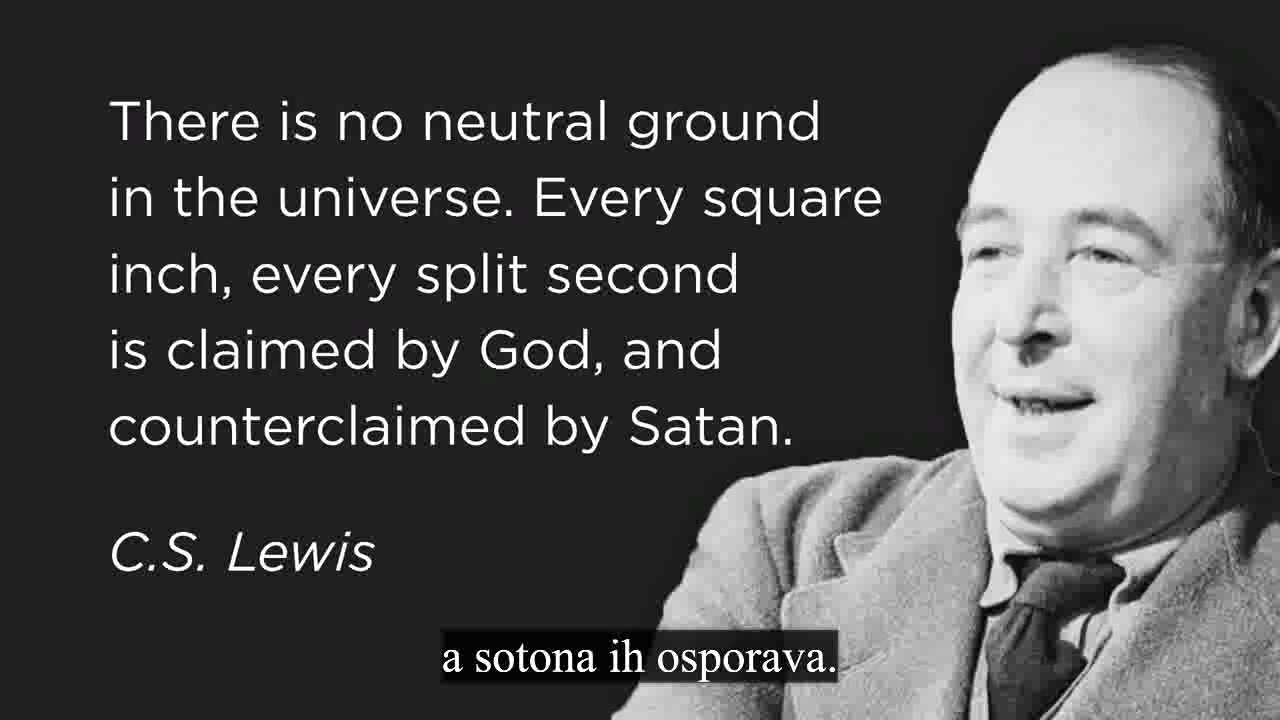 There is no neutral ground
in the universe. Every square
inch, every split second
is claimed by God, and
counterclaimed by Satan.
C.S. Lewis
a sotona ih osporava.